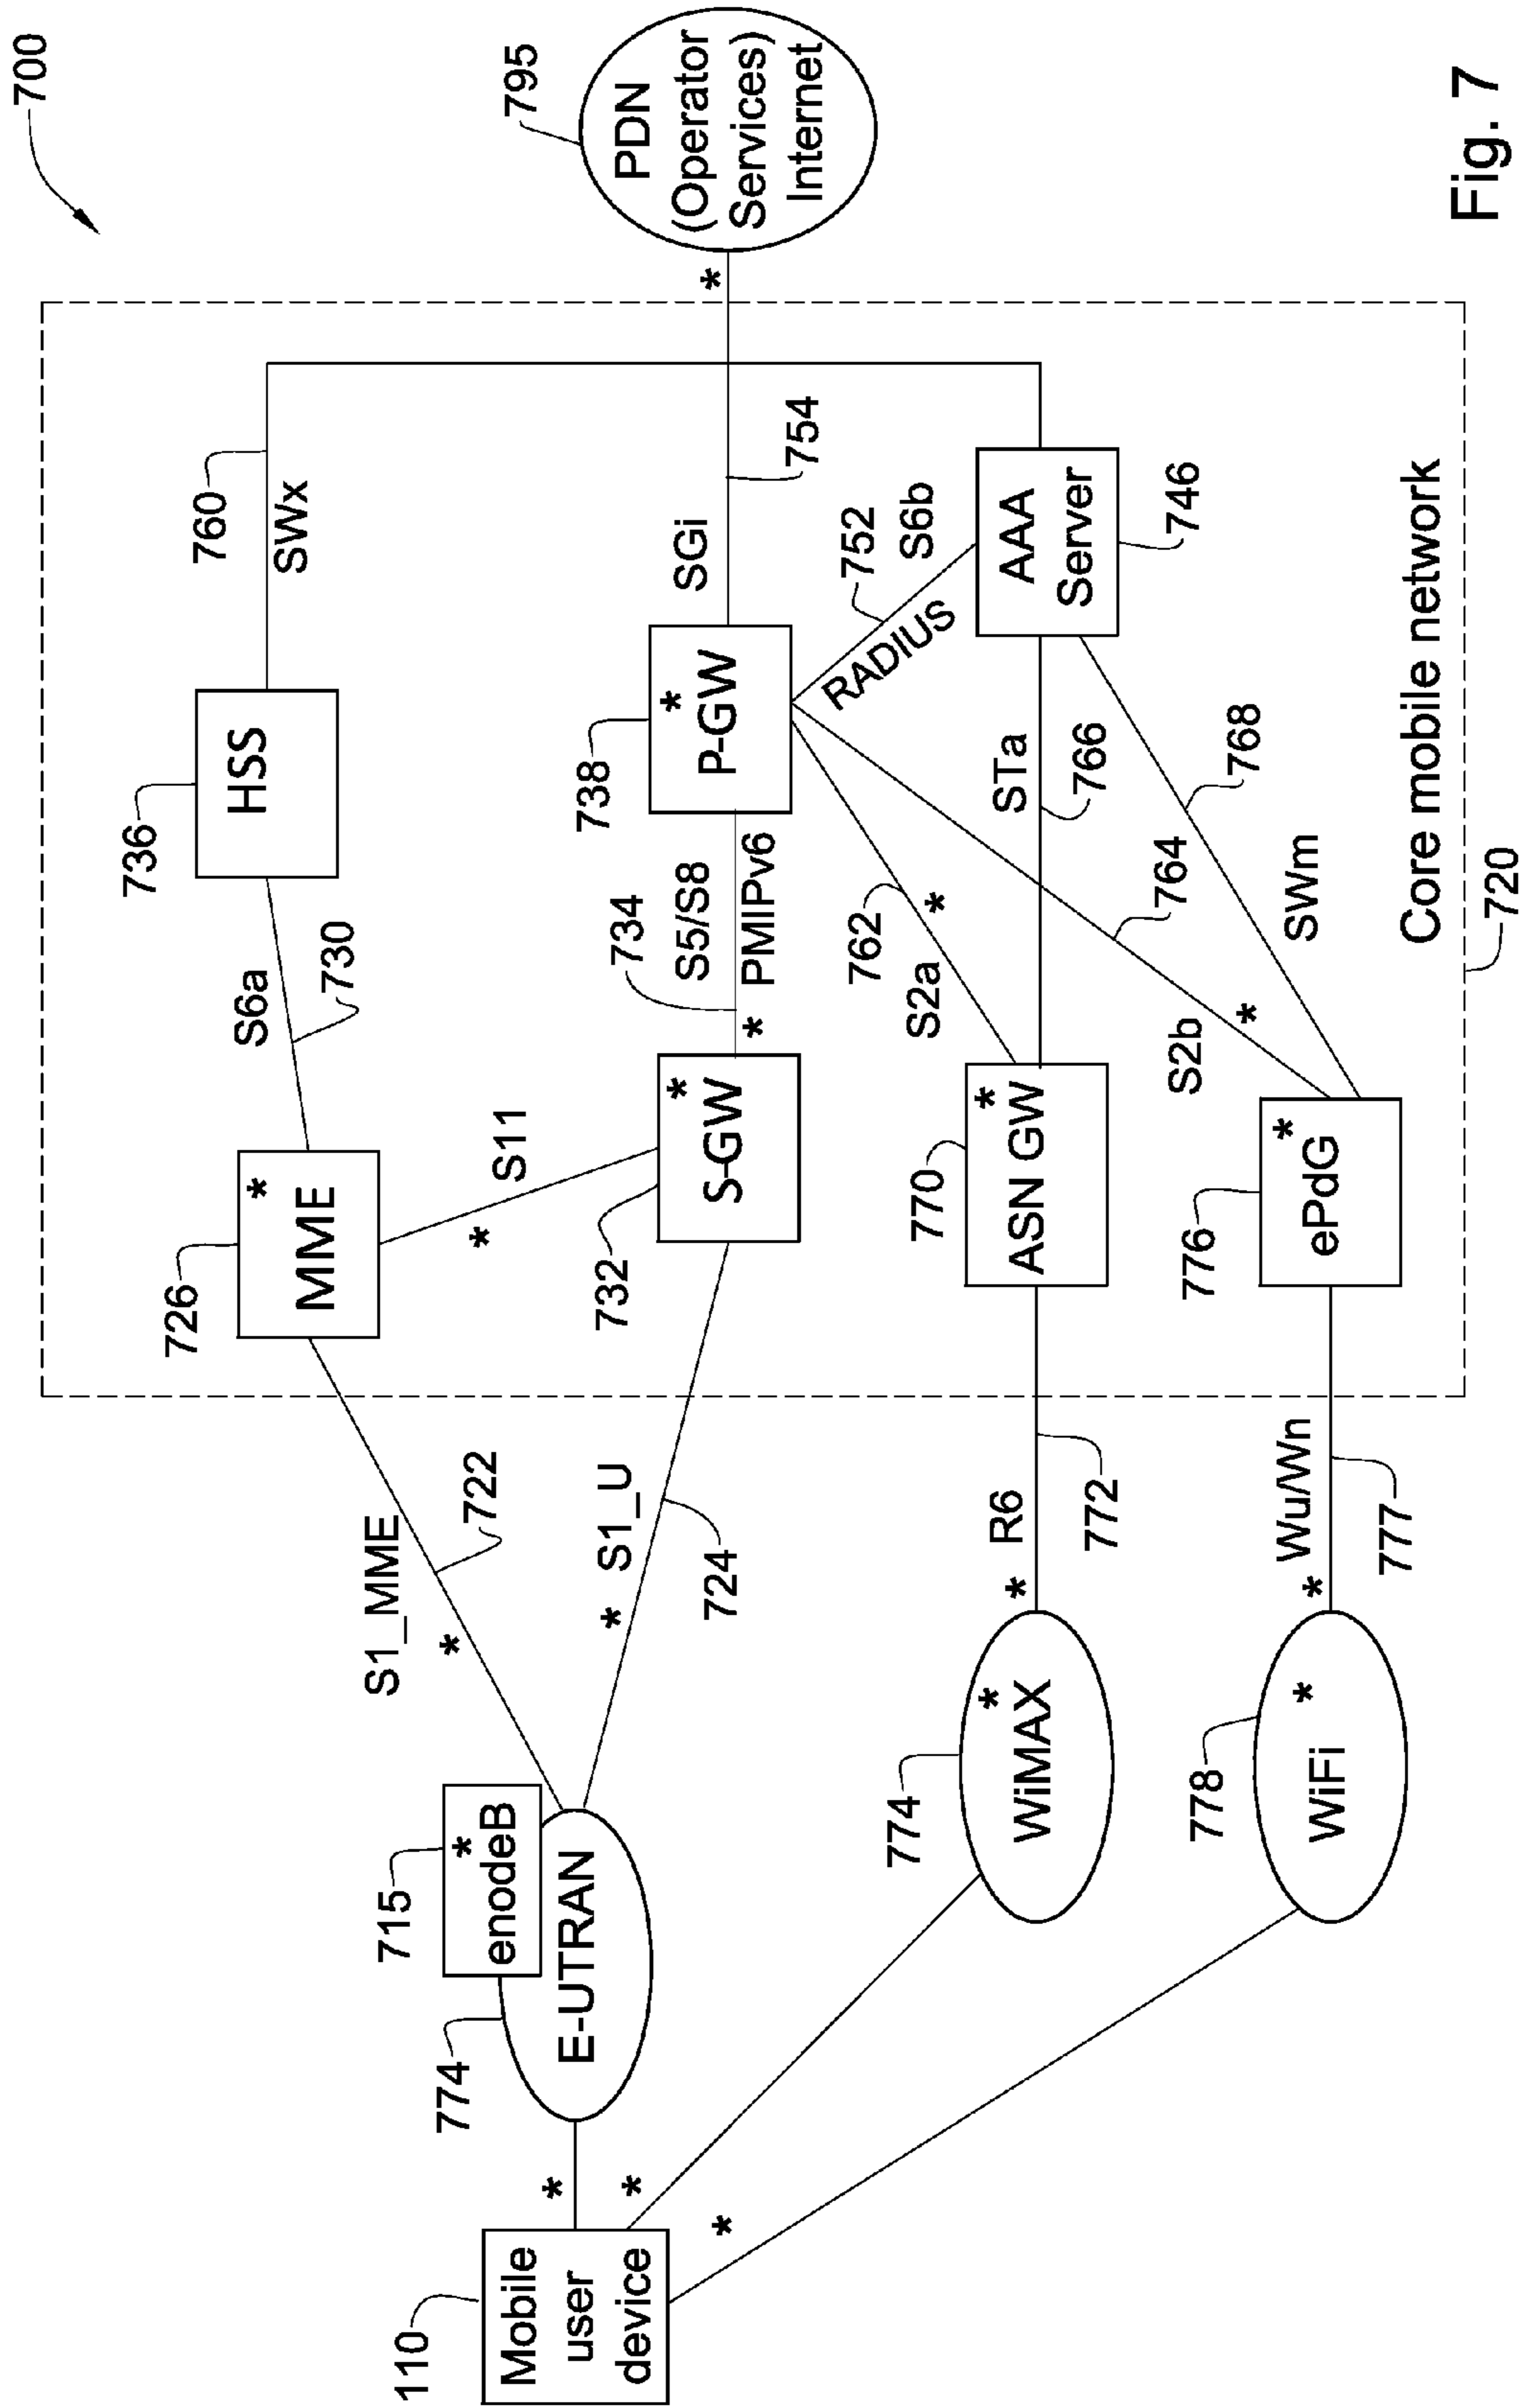 700
795
PDN
(Operator
Services)
Internet
*
760
SWx
736
HSS
S6a
730
726
*
MME
S1_MME
722
*
S11
*
SGi
754
738
*
P-GW
734
S5/S8
PMIPv6
*
732
*
S-GW
S1_U
724
*
752
S6b
RADIUS
AAA
Server
746
STa
766
762
*
S2a
764
S2b
*
768
SWm
770
*
ASN GW
776
*
ePdG
R6
772
*
Wu/Wn
777
*
715
*
enodeB
774
E-UTRAN
774
*
WiMAX
778
*
WiFi
110
Mobile
user
device
*
*
*
Core mobile network
720
Fig. 7